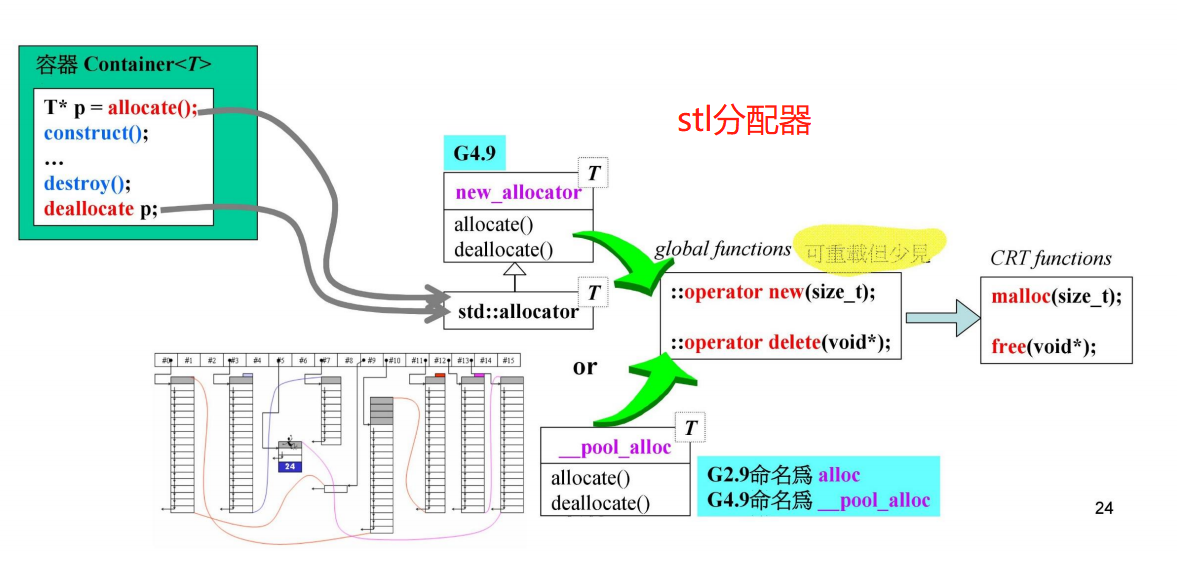 容器 Container<T>
T* p = allocate();
construct();
…
destroy();
deallocate p;
stl分配器
G4.9
T
new_allocator
allocate()
deallocate()
T
std::allocator
global functions 可重載但少見
::operator new(size_t);
::operator delete(void*);
CRT functions
malloc(size_t);
free(void*);
#0 #1 #2 #3 #4 #5 #6 #7 #8 #9 #10 #11 #12 #13 #14 #15
24
or
T
__pool_alloc
allocate()
deallocate()
G2.9命名爲 alloc
G4.9命名爲 __pool_alloc
24